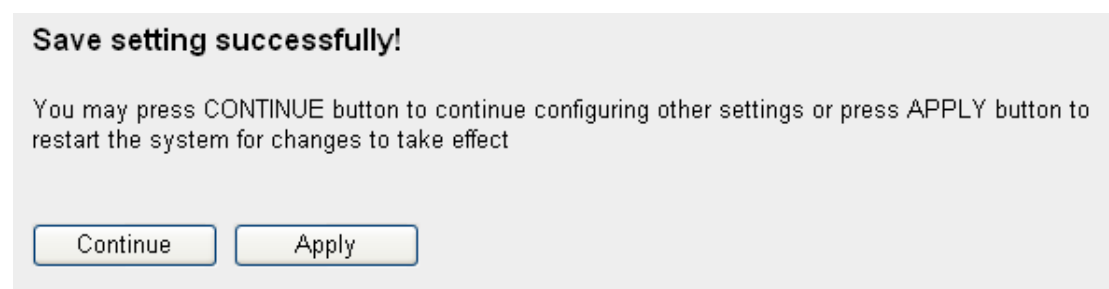 Save setting successfully!
You may press CONTINUE button to continue configuring other settings or press APPLY button to
restart the system for changes to take effect
Continue
Apply